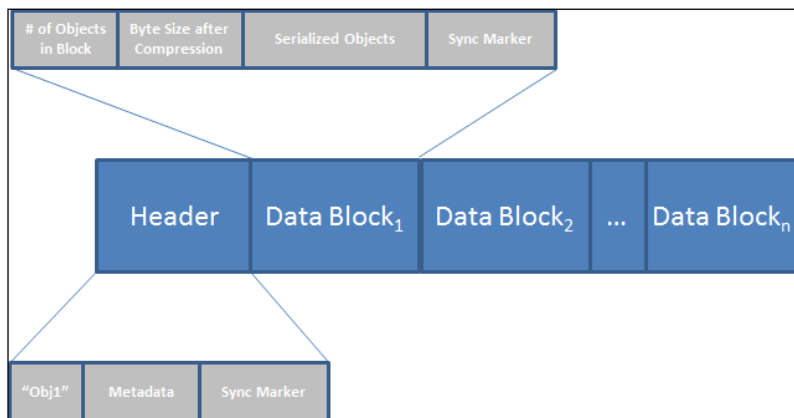 # of Objects
in Block
Byte Size after
Compression
Serialized Objects
Sync Marker
Header
Data Block₁
Data Block₂
...
Data Blockₙ
“Obj1”
Metadata
Sync Marker